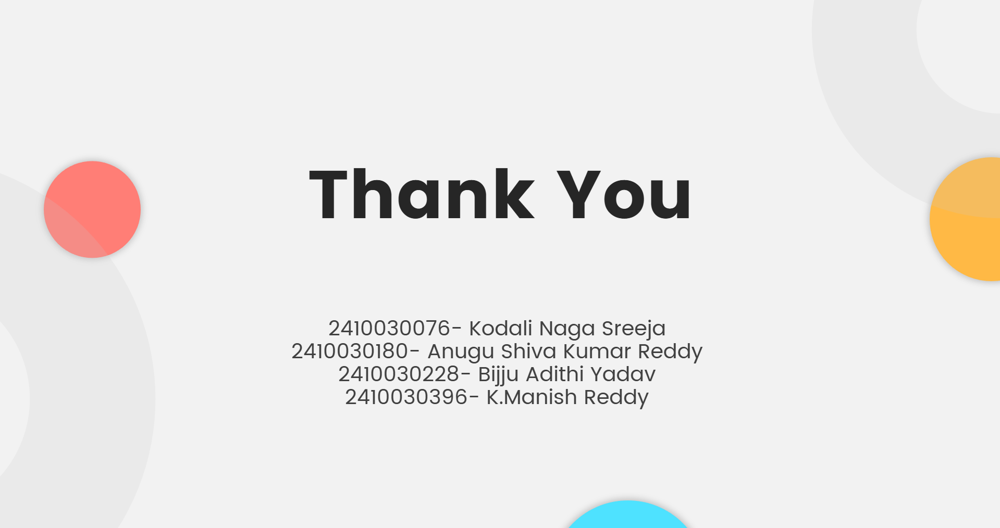 Thank You
2410030076- Kodali Naga Sreeja
2410030180- Anugu Shiva Kumar Reddy
2410030228- Bijju Adithi Yadav
2410030396- K.Manish Reddy